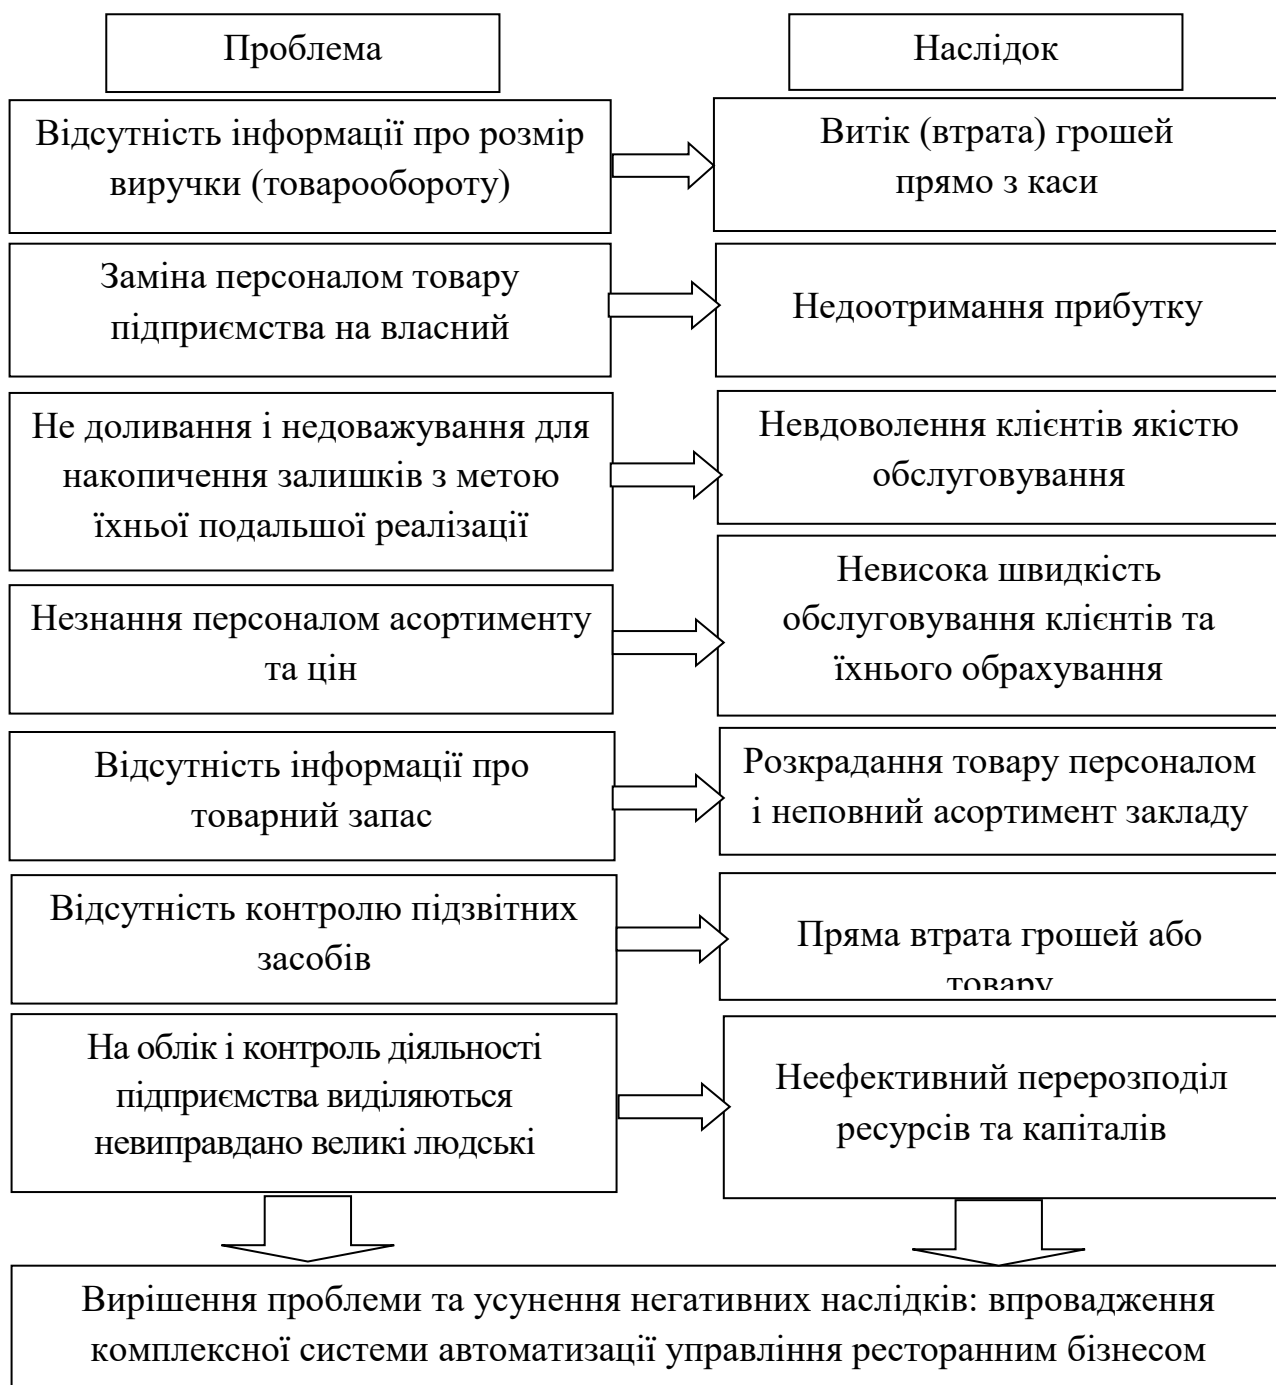 Проблема
Наслідок
Відсутність інформації про розмір
виручки (товарообороту)
Витік (втрата) грошей
прямо з каси
Заміна персоналом товару
підприємства на власний
Недоотримання прибутку
Не доливання і недоважування для
накопичення залишків з метою
їхньої подальшої реалізації
Невдоволення клієнтів якістю
обслуговування
Незнання персоналом асортименту
та цін
Невисока швидкість
обслуговування клієнтів та
їхнього обрахування
Відсутність інформації про
товарний запас
Розкрадання товару персоналом
і неповний асортимент закладу
Відсутність контролю підзвітних
засобів
Пряма втрата грошей або
товару
На облік і контроль діяльності
підприємства виділяються
невиправдано великі людські
Неефективний перерозподіл
ресурсів та капіталів
Вирішення проблеми та усунення негативних наслідків: впровадження
комплексної системи автоматизації управління ресторанним бізнесом